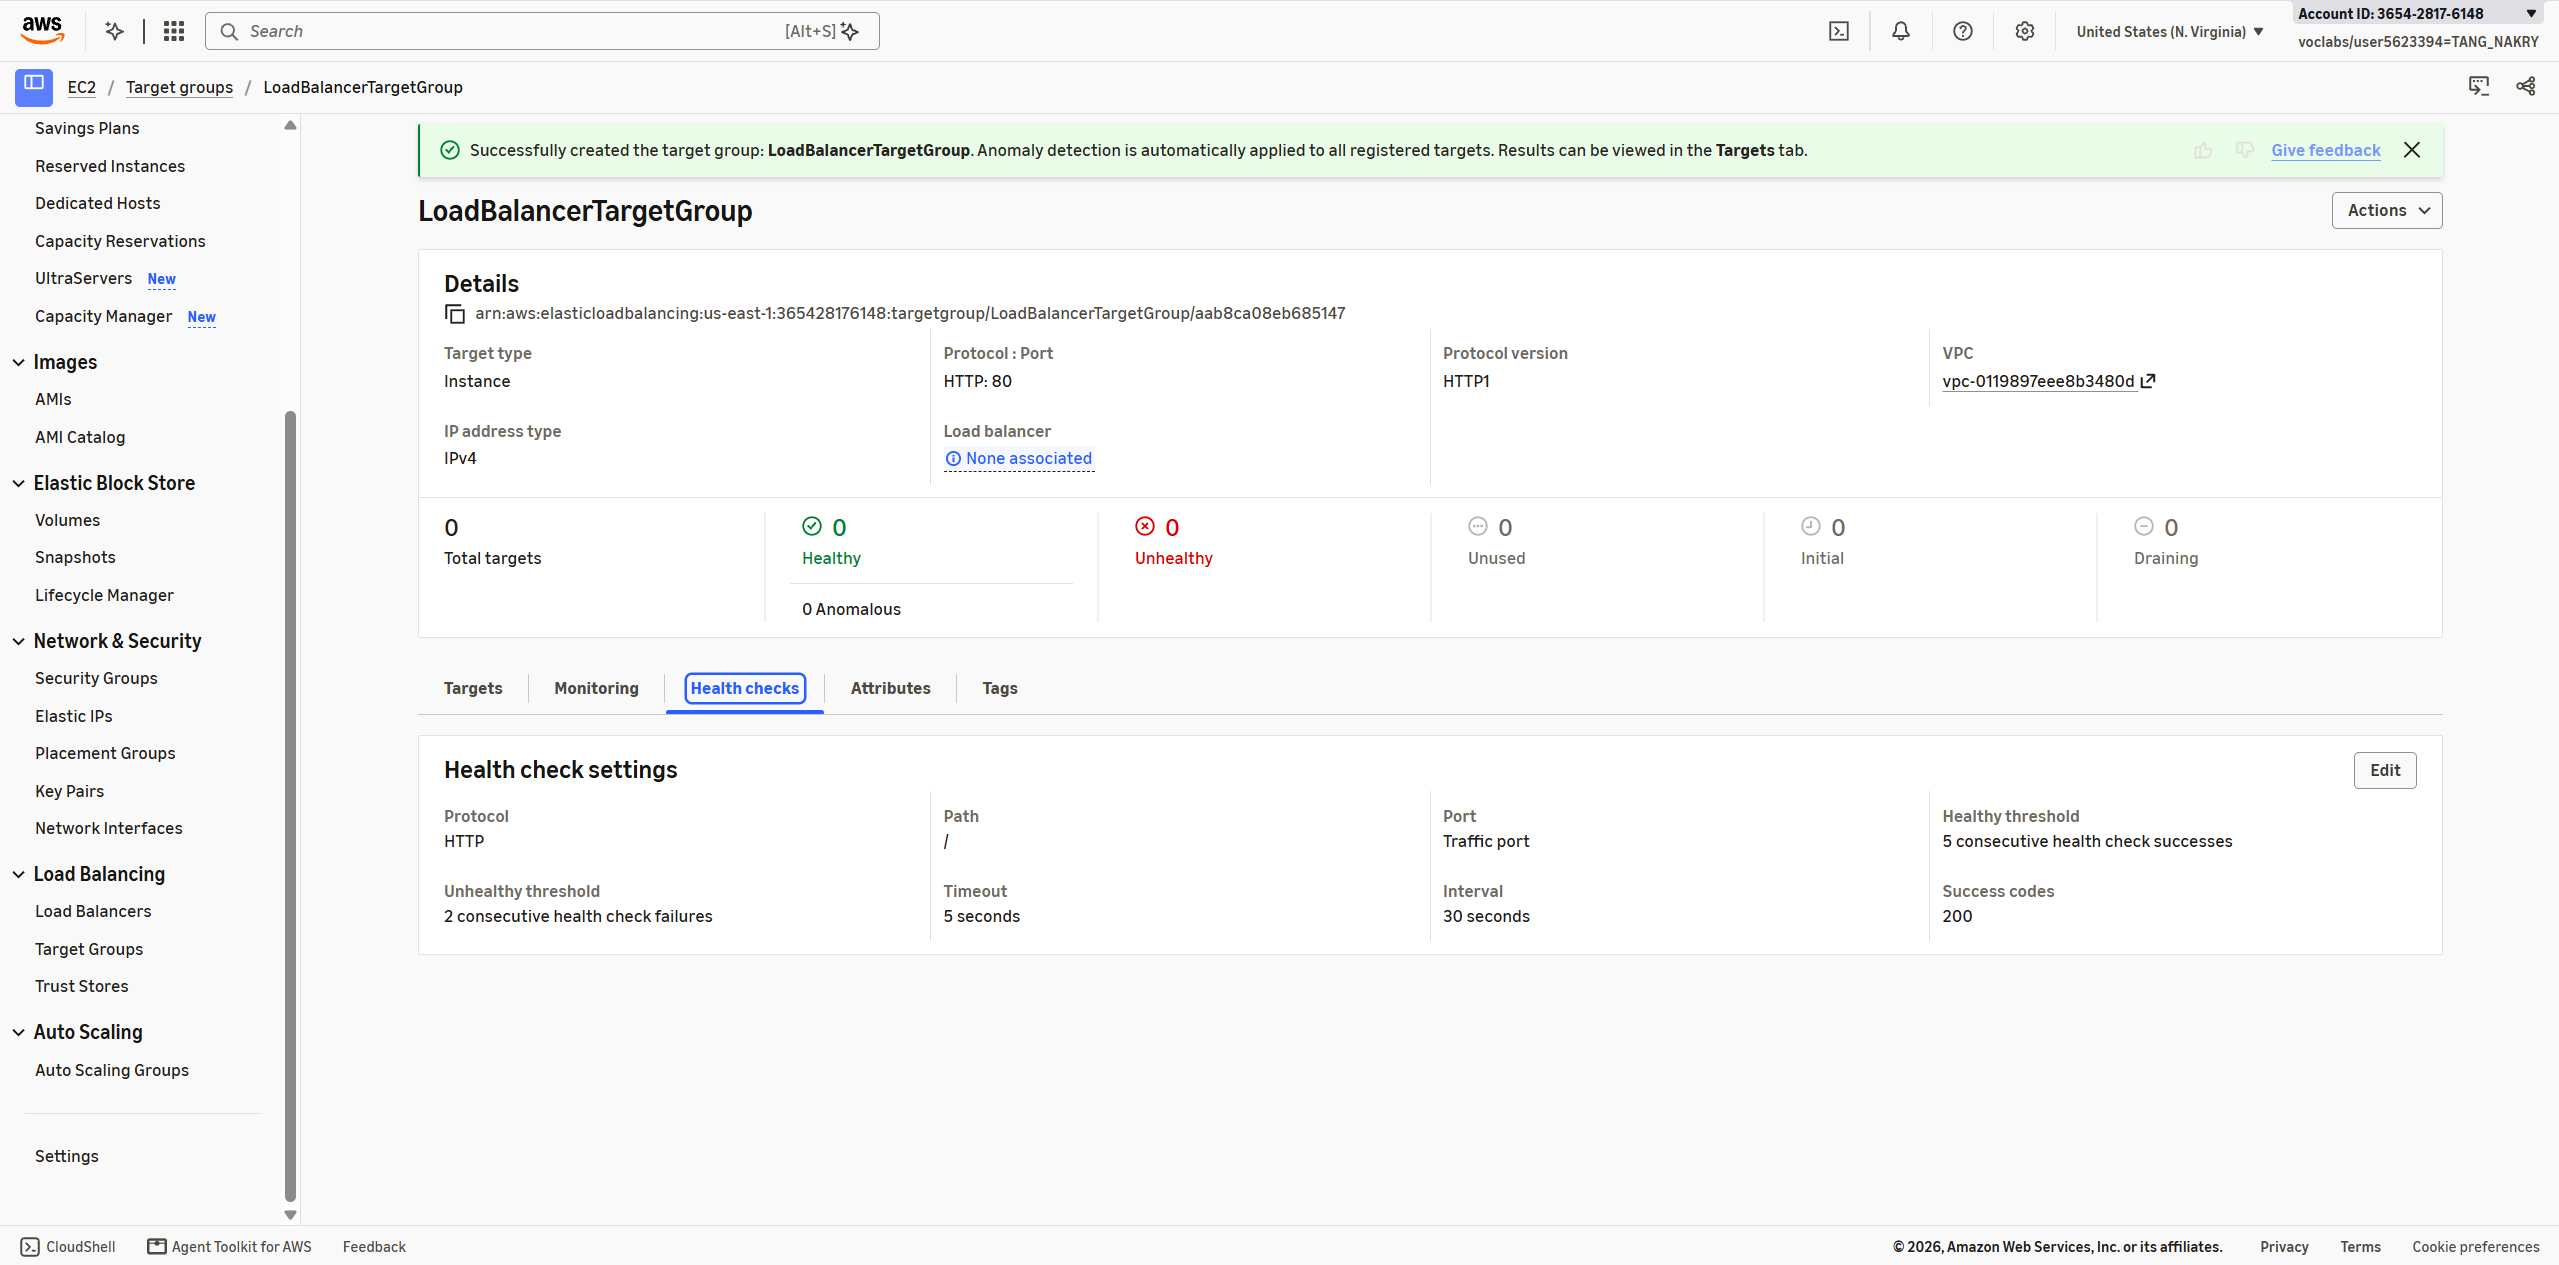 aws
Search
[Alt+S]
United States (N. Virginia)
Account ID: 3654-2817-6148
voclabs/user5623394=TANG_NAKRY
EC2 / Target groups / LoadBalancerTargetGroup
Savings Plans
Reserved Instances
Dedicated Hosts
Capacity Reservations
UltraServers New
Capacity Manager New
Images
AMIs
AMI Catalog
Elastic Block Store
Volumes
Snapshots
Lifecycle Manager
Network & Security
Security Groups
Elastic IPs
Placement Groups
Key Pairs
Network Interfaces
Load Balancing
Load Balancers
Target Groups
Trust Stores
Auto Scaling
Auto Scaling Groups
Settings
Successfully created the target group: LoadBalancerTargetGroup. Anomaly detection is automatically applied to all registered targets. Results can be viewed in the Targets tab.
Give feedback
LoadBalancerTargetGroup
Actions
Details
arn:aws:elasticloadbalancing:us-east-1:365428176148:targetgroup/LoadBalancerTargetGroup/aab8ca08eb685147
Target type
Instance
Protocol : Port
HTTP: 80
Protocol version
HTTP1
VPC
vpc-0119897eee8b3480d
IP address type
IPv4
Load balancer
None associated
0
Total targets
0
Healthy
0 Anomalous
0
Unhealthy
0
Unused
0
Initial
0
Draining
Targets
Monitoring
Health checks
Attributes
Tags
Health check settings
Edit
Protocol
HTTP
Path
/
Port
Traffic port
Healthy threshold
5 consecutive health check successes
Unhealthy threshold
2 consecutive health check failures
Timeout
5 seconds
Interval
30 seconds
Success codes
200
CloudShell
Agent Toolkit for AWS
Feedback
© 2026, Amazon Web Services, Inc. or its affiliates.
Privacy
Terms
Cookie preferences